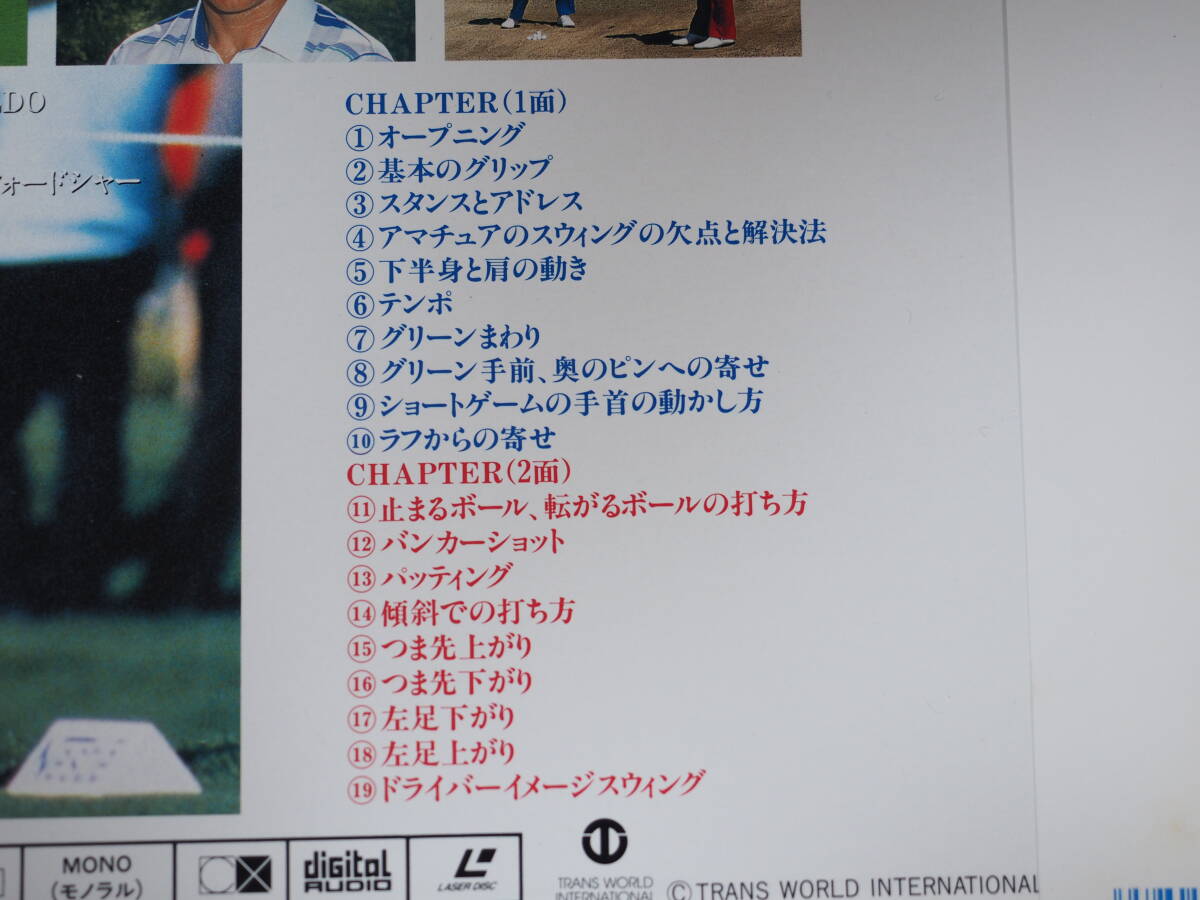 CHAPTER(1面)
①オープニング
②基本のグリップ
③スタンスとアドレス
④アマチュアのスウィングの欠点と解決法
⑤下半身と肩の動き
⑥テンポ
⑦グリーンまわり
⑧グリーン手前、奥のピンへの寄せ
⑨ショートゲームの手首の動かし方
⑩ラフからの寄せ
CHAPTER(2面)
⑪止まるボール、転がるボールの打ち方
⑫バンカーショット
⑬パッティング
⑭傾斜での打ち方
⑮つま先上がり
⑯つま先下がり
⑰左足下がり
⑱左足上がり
⑲ドライバーイメージスウィング
DO
ォードシャー
MONO
(モノラル)
digital
AUDIO
LASER DISC
TRANS WORLD
INTERNATIONAL
©TRANS WORLD INTERNATIONAL